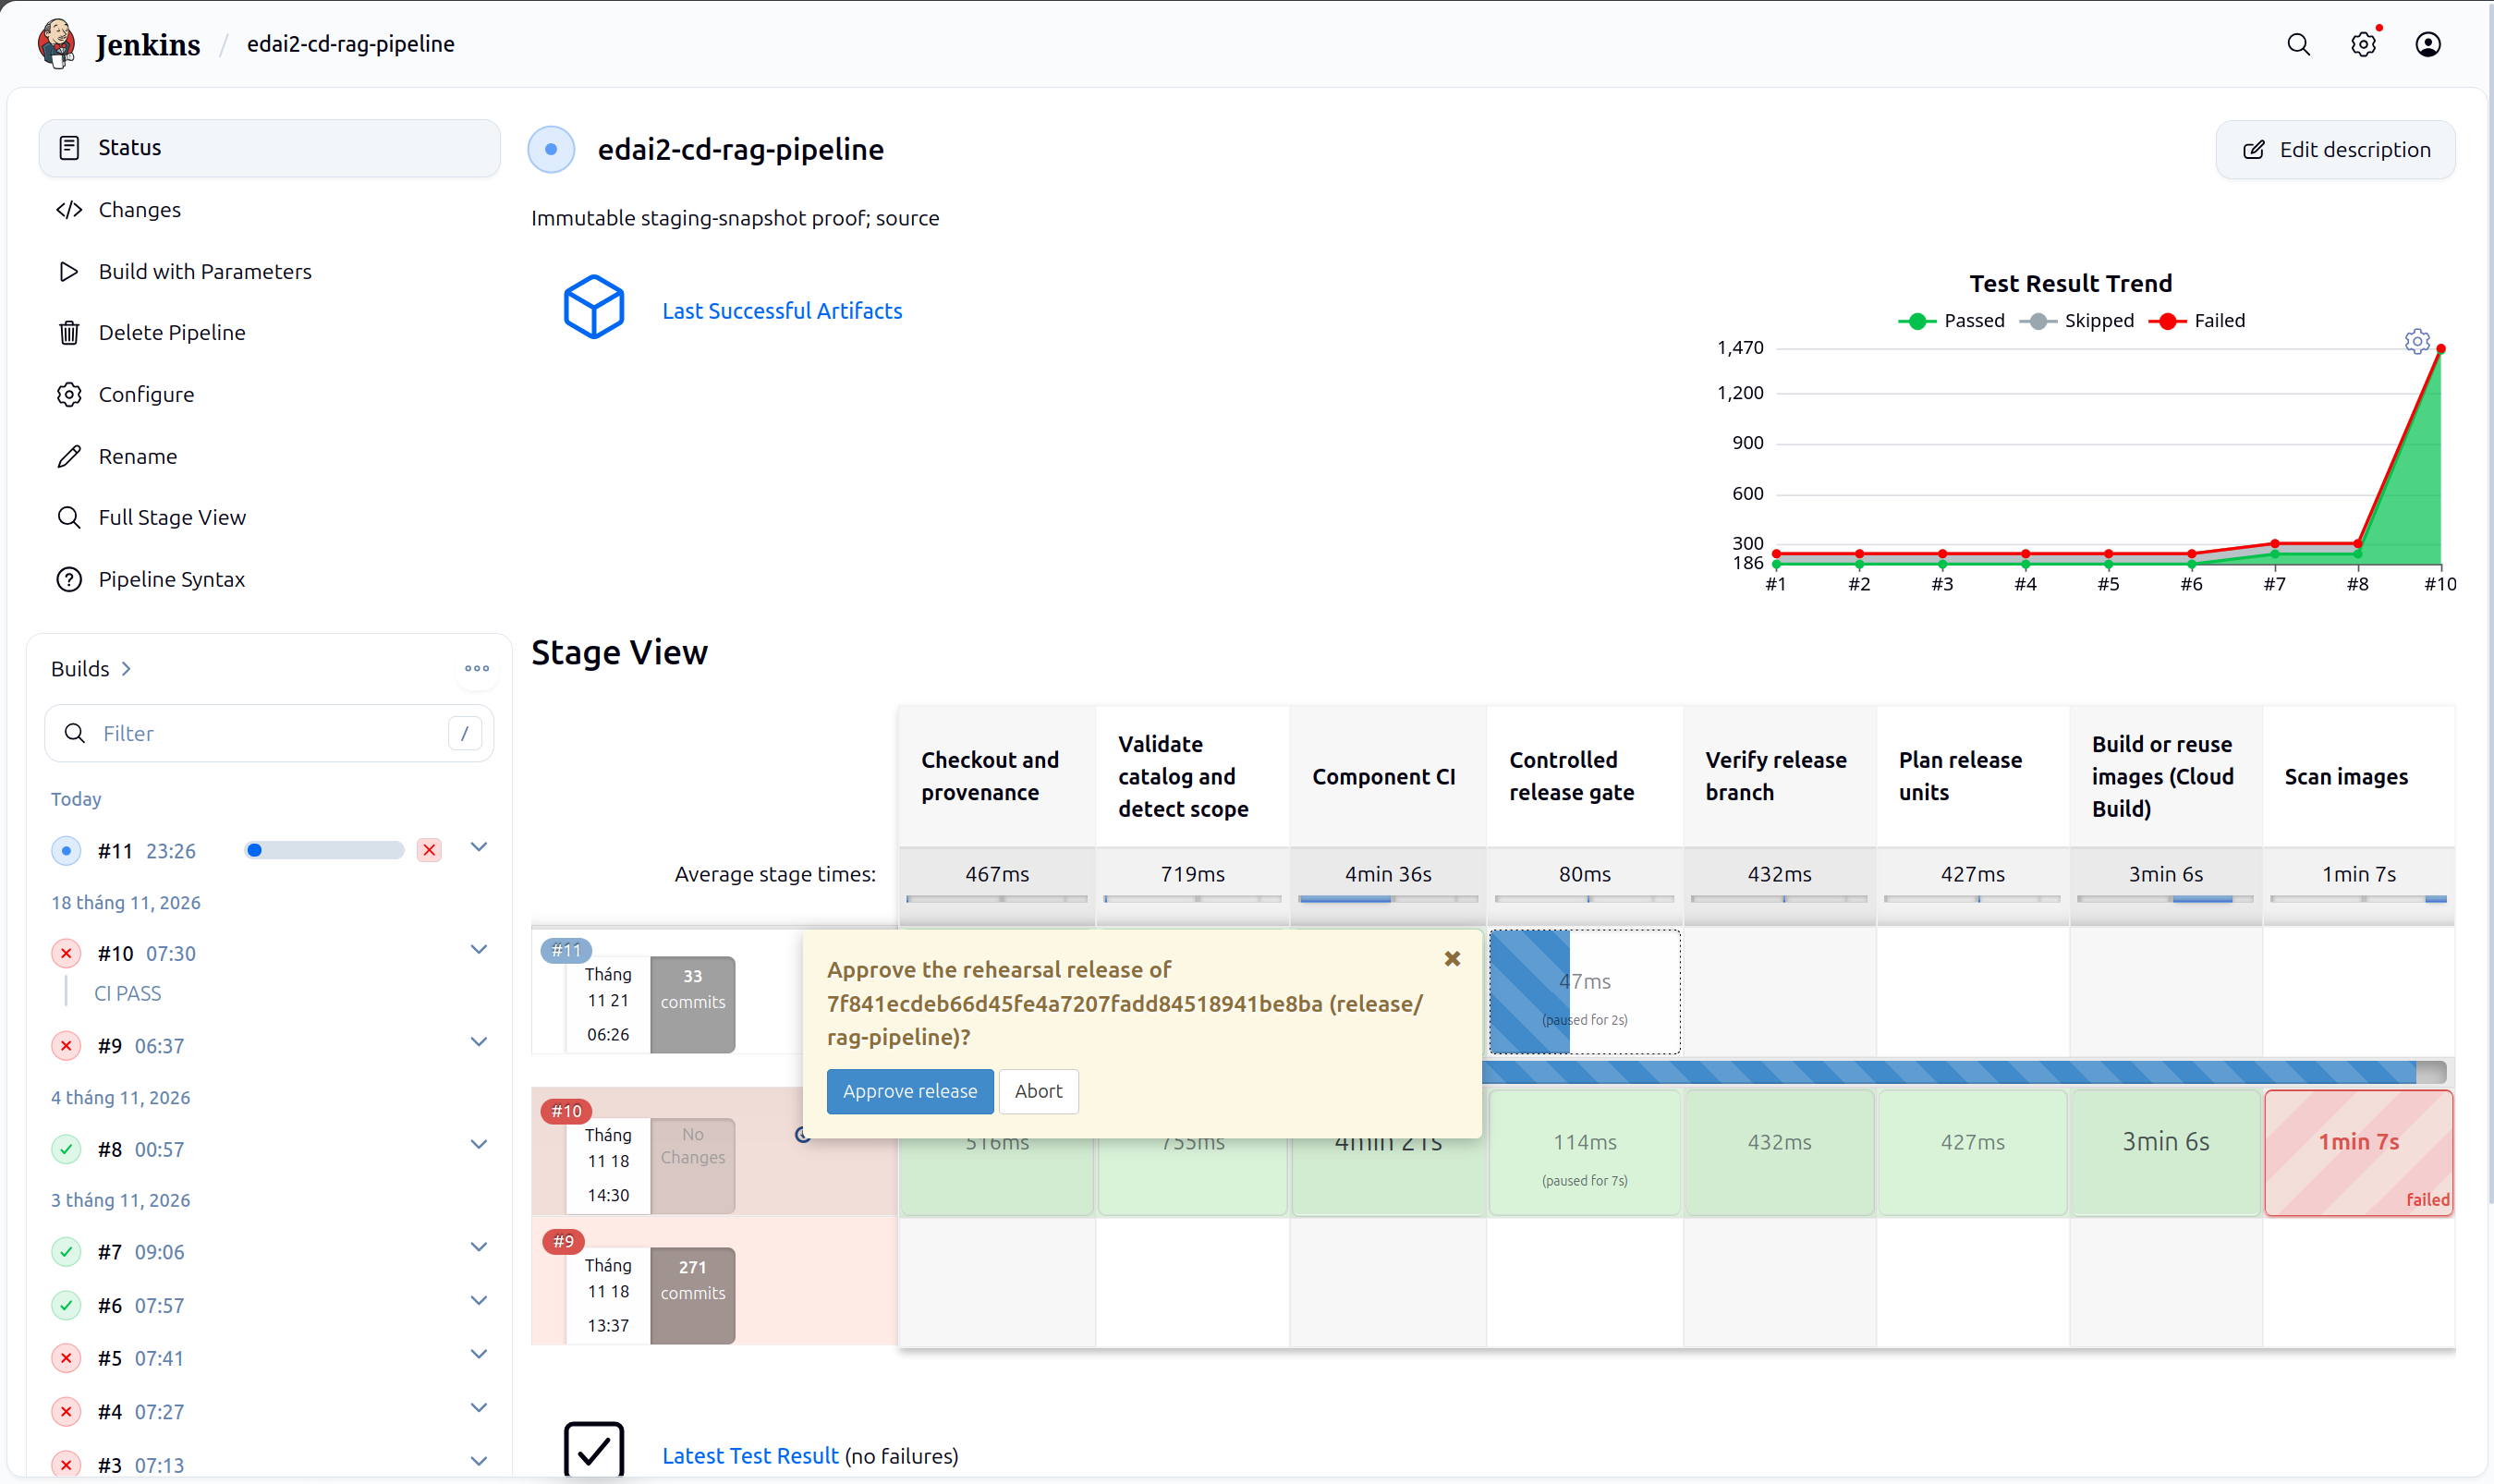 Jenkins / edai2-cd-rag-pipeline
Status
Changes
Build with Parameters
Delete Pipeline
Configure
Rename
Full Stage View
Pipeline Syntax
Builds
Filter /
Today
#11 23:26
18 tháng 11, 2026
#10 07:30
CI PASS
#9 06:37
4 tháng 11, 2026
#8 00:57
3 tháng 11, 2026
#7 09:06
#6 07:57
#5 07:41
#4 07:27
#3 07:13
edai2-cd-rag-pipeline
Edit description
Immutable staging-snapshot proof; source
Last Successful Artifacts
Test Result Trend
Passed Skipped Failed
1,470
1,200
900
600
300
186
#1 #2 #3 #4 #5 #6 #7 #8 #10
Stage View
Checkout and
provenance
Validate
catalog and
detect scope
Component CI
Controlled
release gate
Verify release
branch
Plan release
units
Build or reuse
images (Cloud
Build)
Scan images
Average stage times:
467ms 719ms 4min 36s 80ms 432ms 427ms 3min 6s 1min 7s
#11
Tháng
11 21
06:26
33
commits
Approve the rehearsal release of
7f841ecdeb66d45fe4a7207fadd84518941be8ba (release/
rag-pipeline)?
Approve release Abort
47ms
(paused for 2s)
#10
Tháng
11 18
14:30
No
Changes
516ms 755ms 4min 21s 114ms 432ms 427ms 3min 6s 1min 7s
(paused for 7s)
failed
#9
Tháng
11 18
13:37
271
commits
Latest Test Result (no failures)